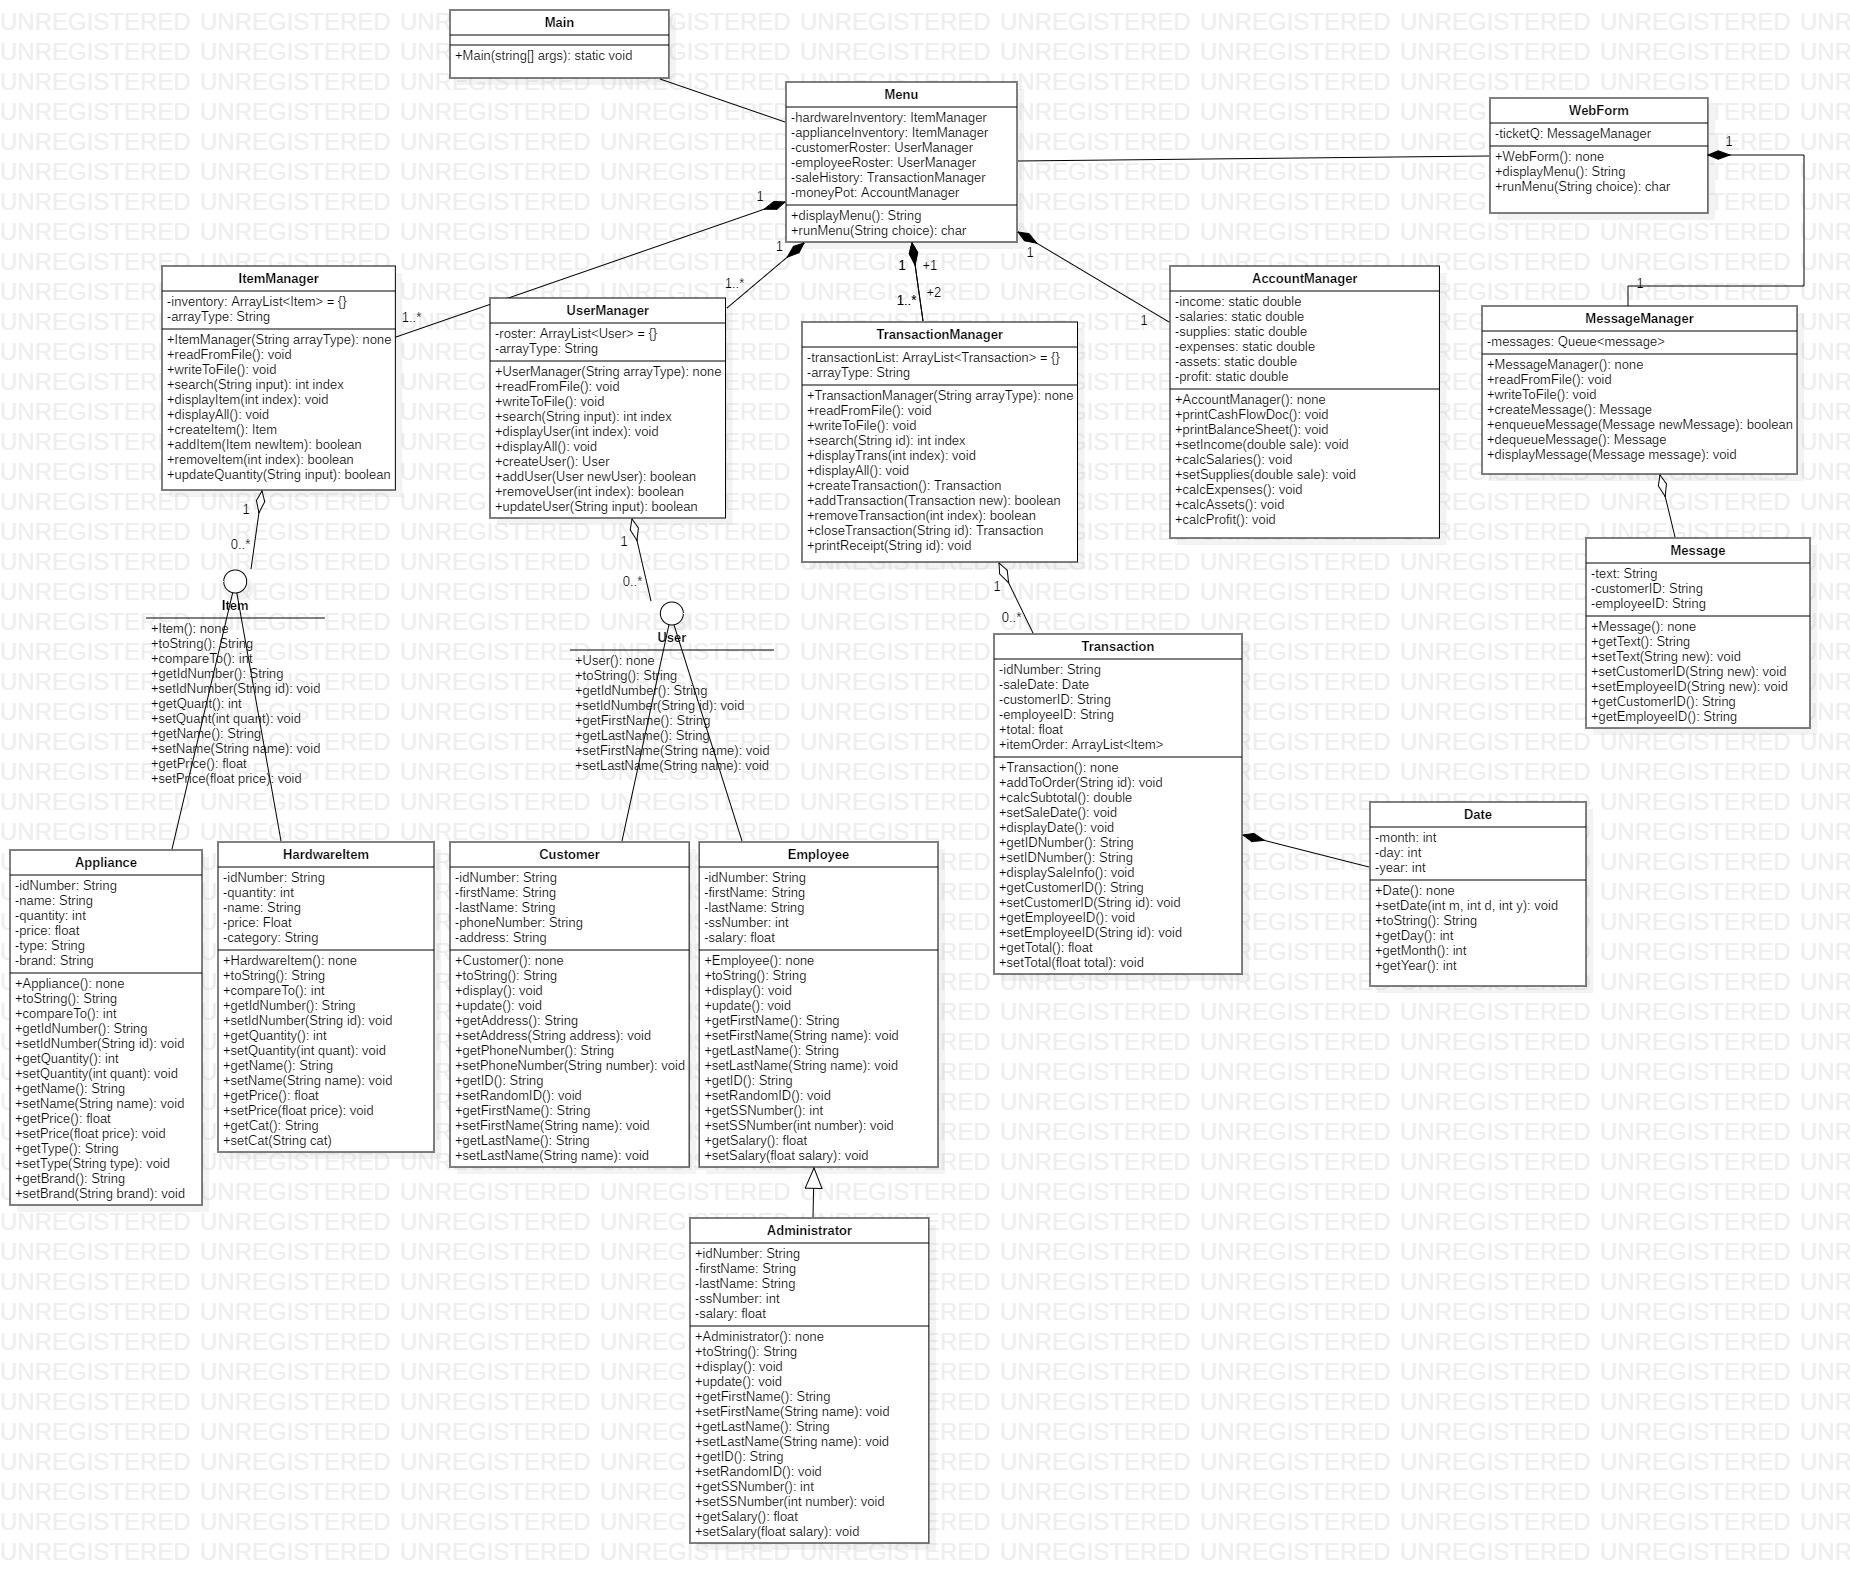 Main
+Main(string[] args): static void
Menu
-hardwareInventory: ItemManager
-applianceInventory: ItemManager
-customerRoster: UserManager
-employeeRoster: UserManager
-saleHistory: TransactionManager
-moneyPot: AccountManager
+displayMenu(): String
+runMenu(String choice): char
WebForm
-ticketQ: MessageManager
+WebForm(): none
+displayMenu(): String
+runMenu(String choice): char
1
1
1
1..*
1
1..*
1
+1
1..*
+2
1
1
ItemManager
-inventory: ArrayList<Item> = {}
-arrayType: String
+ItemManager(String arrayType): none
+readFromFile(): void
+writeToFile(): void
+search(String input): int index
+displayItem(int index): void
+displayAll(): void
+createItem(): Item
+addItem(Item newItem): boolean
+removeItem(int index): boolean
+updateQuantity(String input): boolean
UserManager
-roster: ArrayList<User> = {}
-arrayType: String
+UserManager(String arrayType): none
+readFromFile(): void
+writeToFile(): void
+search(String input): int index
+displayUser(int index): void
+displayAll(): void
+createUser(): User
+addUser(User newUser): boolean
+removeUser(int index): boolean
+updateUser(String input): boolean
TransactionManager
-transactionList: ArrayList<Transaction> = {}
-arrayType: String
+TransactionManager(String arrayType): none
+readFromFile(): void
+writeToFile(): void
+search(String id): int index
+displayTrans(int index): void
+displayAll(): void
+createTransaction(): Transaction
+addTransaction(Transaction new): boolean
+removeTransaction(int index): boolean
+closeTransaction(String id): Transaction
+printReceipt(String id): void
AccountManager
-income: static double
-salaries: static double
-supplies: static double
-expenses: static double
-assets: static double
-profit: static double
+AccountManager(): none
+printCashFlowDoc(): void
+printBalanceSheet(): void
+setIncome(double sale): void
+calcSalaries(): void
+setSupplies(double sale): void
+calcExpenses(): void
+calcAssets(): void
+calcProfit(): void
MessageManager
-messages: Queue<message>
+MessageManager(): none
+readFromFile(): void
+writeToFile(): void
+createMessage(): Message
+enqueueMessage(Message newMessage): boolean
+dequeueMessage(): Message
+displayMessage(Message message): void
1
0..*
1
0..*
1
0..*
Item
+Item(): none
+toString(): String
+compareTo(): int
+getIdNumber(): String
+setIdNumber(String id): void
+getQuant(): int
+setQuant(int quant): void
+getName(): String
+setName(String name): void
+getPrice(): float
+setPrice(float price): void
User
+User(): none
+toString(): String
+getIdNumber(): String
+setIdNumber(String id): void
+getFirstName(): String
+getLastName(): String
+setFirstName(String name): void
+setLastName(String name): void
Transaction
-idNumber: String
-saleDate: Date
-customerID: String
-employeeID: String
+total: float
+itemOrder: ArrayList<Item>
+Transaction(): none
+addToOrder(String id): void
+calcSubtotal(): double
+setSaleDate(): void
+displayDate(): void
+getIDNumber(): String
+setIDNumber(): String
+displaySaleInfo(): void
+getCustomerID(): String
+setCustomerID(String id): void
+getEmployeeID(): void
+setEmployeeID(String id): void
+getTotal(): float
+setTotal(float total): void
Message
-text: String
-customerID: String
-employeeID: String
+Message(): none
+getText(): String
+setText(String new): void
+setCustomerID(String new): void
+setEmployeeID(String new): void
+getCustomerID(): String
+getEmployeeID(): String
Date
-month: int
-day: int
-year: int
+Date(): none
+setDate(int m, int d, int y): void
+toString(): String
+getDay(): int
+getMonth(): int
+getYear(): int
Appliance
-idNumber: String
-name: String
-quantity: int
-price: float
-type: String
-brand: String
+Appliance(): none
+toString(): String
+compareTo(): int
+getIdNumber(): String
+setIdNumber(String id): void
+getQuantity(): int
+setQuantity(int quant): void
+getName(): String
+setName(String name): void
+getPrice(): float
+setPrice(float price): void
+getType(): String
+setType(String type): void
+getBrand(): String
+setBrand(String brand): void
HardwareItem
-idNumber: String
-quantity: int
-name: String
-price: Float
-category: String
+HardwareItem(): none
+toString(): String
+compareTo(): int
+getIdNumber(): String
+setIdNumber(String id): void
+getQuantity(): int
+setQuantity(int quant): void
+getName(): String
+setName(String name): void
+getPrice(): float
+setPrice(float price): void
+getCat(): String
+setCat(String cat)
Customer
-idNumber: String
-firstName: String
-lastName: String
-phoneNumber: String
-address: String
+Customer(): none
+toString(): String
+display(): void
+update(): void
+getAddress(): String
+setAddress(String address): void
+getPhoneNumber(): String
+setPhoneNumber(String number): void
+getID(): String
+setRandomID(): void
+getFirstName(): String
+setFirstName(String name): void
+getLastName(): String
+setLastName(String name): void
Employee
-idNumber: String
-firstName: String
-lastName: String
-ssNumber: int
-salary: float
+Employee(): none
+toString(): String
+display(): void
+update(): void
+getFirstName(): String
+setFirstName(String name): void
+getLastName(): String
+setLastName(String name): void
+getID(): String
+setRandomID(): void
+getSSNumber(): int
+setSSNumber(int number): void
+getSalary(): float
+setSalary(float salary): void
Administrator
+idNumber: String
-firstName: String
-lastName: String
-ssNumber: int
-salary: float
+Administrator(): none
+toString(): String
+display(): void
+update(): void
+getFirstName(): String
+setFirstName(String name): void
+getLastName(): String
+setLastName(String name): void
+getID(): String
+setRandomID(): void
+getSSNumber(): int
+setSSNumber(int number): void
+getSalary(): float
+setSalary(float salary): void
UNREGISTERED